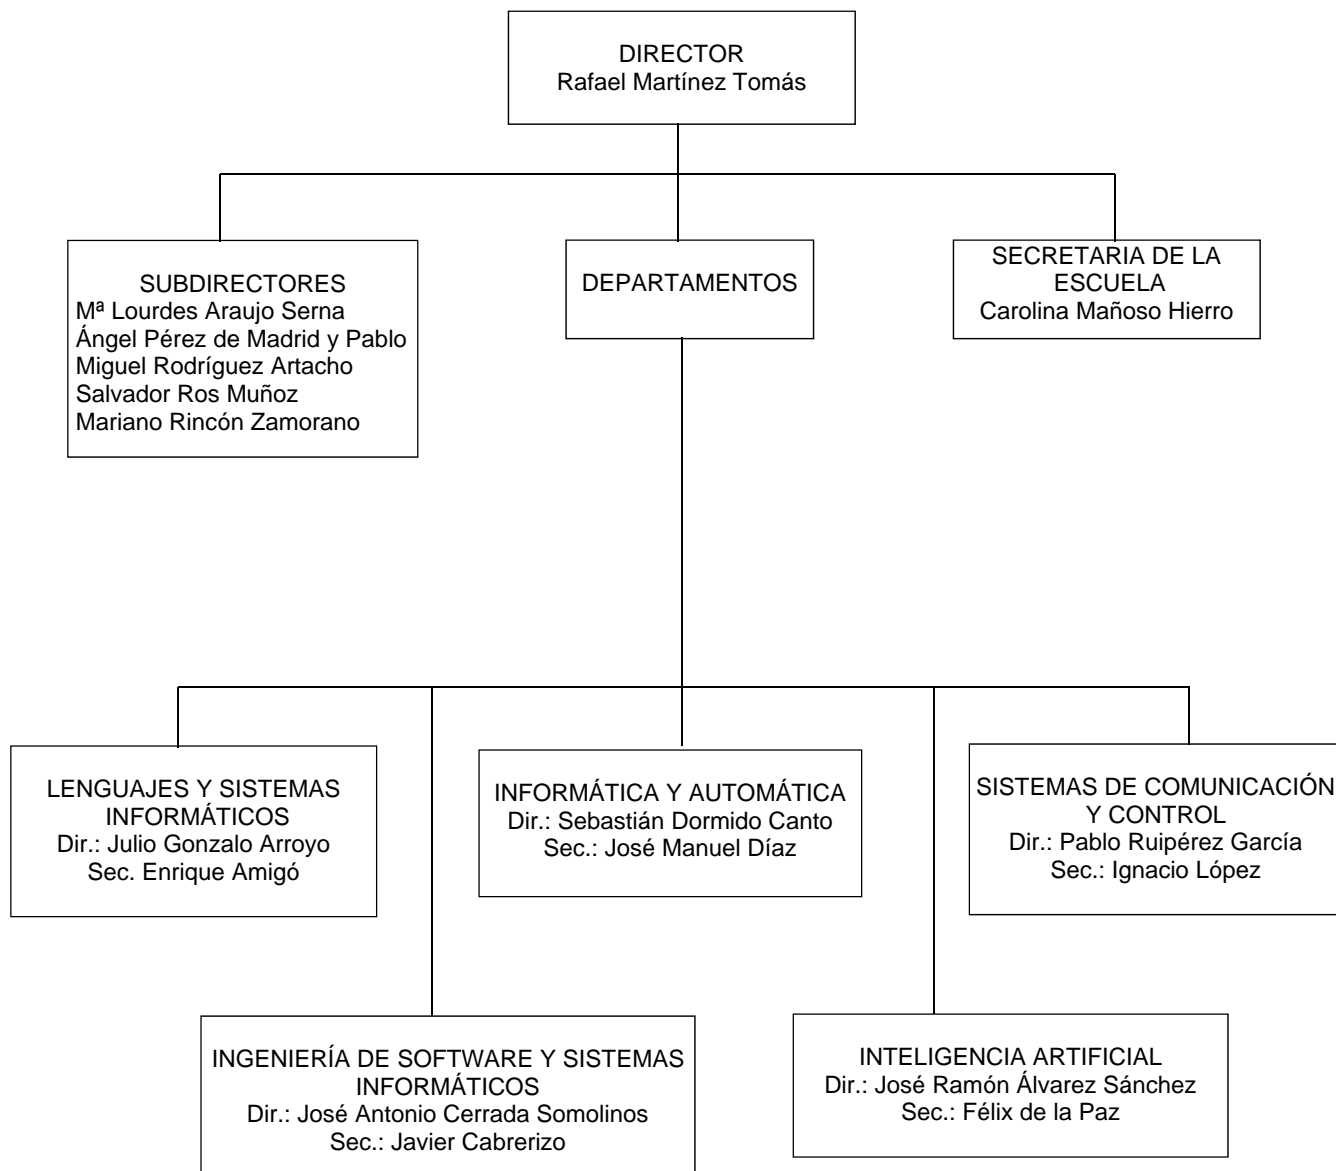 DIRECTOR
Rafael Martínez Tomás
SUBDIRECTORES
Mª Lourdes Araujo Serna
Ángel Pérez de Madrid y Pablo
Miguel Rodríguez Artacho
Salvador Ros Muñoz
Mariano Rincón Zamorano
DEPARTAMENTOS
SECRETARIA DE LA
ESCUELA
Carolina Mañoso Hierro
LENGUAJES Y SISTEMAS
INFORMÁTICOS
Dir.: Julio Gonzalo Arroyo
Sec. Enrique Amigó
INFORMÁTICA Y AUTOMÁTICA
Dir.: Sebastián Dormido Canto
Sec.: José Manuel Díaz
SISTEMAS DE COMUNICACIÓN
Y CONTROL
Dir.: Pablo Ruipérez García
Sec.: Ignacio López
INGENIERÍA DE SOFTWARE Y SISTEMAS
INFORMÁTICOS
Dir.: José Antonio Cerrada Somolinos
Sec.: Javier Cabrerizo
INTELIGENCIA ARTIFICIAL
Dir.: José Ramón Álvarez Sánchez
Sec.: Félix de la Paz